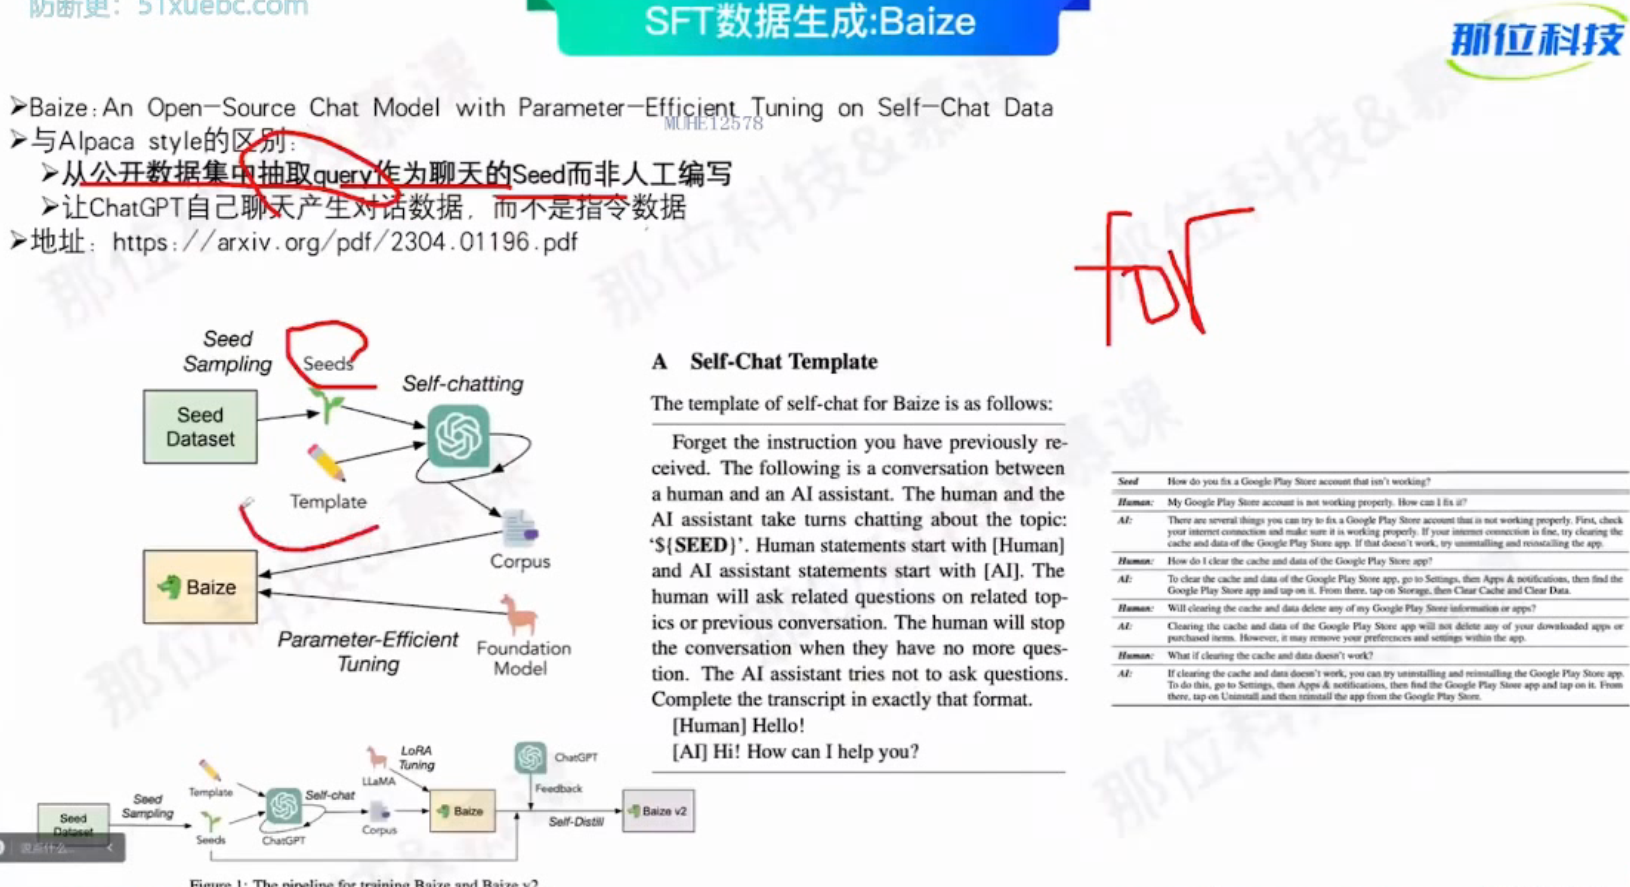 防断更：51xuebc.com
SFT数据生成:Baize
那位科技
➤Baize:An Open-Source Chat Model with Parameter-Efficient Tuning on Self-Chat Data
MUHE12578
➤与Alpaca style的区别:
➤从公开数据集中抽取query作为聊天的Seed而非人工编写
➤让ChatGPT自己聊天产生对话数据，而不是指令数据
➤地址：https://arxiv.org/pdf/2304.01196.pdf
for
Seed
Sampling
Seeds
Self-chatting
Seed
Dataset
Template
Corpus
Baize
Parameter-Efficient
Tuning
Foundation
Model
A Self-Chat Template
The template of self-chat for Baize is as follows:
Forget the instruction you have previously re-
ceived. The following is a conversation between
a human and an AI assistant. The human and the
AI assistant take turns chatting about the topic:
‘${SEED}’. Human statements start with [Human]
and AI assistant statements start with [AI]. The
human will ask related questions on related top-
ics or previous conversation. The human will stop
the conversation when they have no more ques-
tion. The AI assistant tries not to ask questions.
Complete the transcript in exactly that format.
[Human] Hello!
[AI] Hi! How can I help you?
Seed How do you fix a Google Play Store account that isn't working?
Human: My Google Play Store account is not working properly. How can I fix it?
AI: There are several things you can try to fix a Google Play Store account that is not working properly. First, check
your internet connection and make sure it is working properly. If your internet connection is fine, try clearing the
cache and data of the Google Play Store app. If that doesn't work, try uninstalling and reinstalling the app.
Human: How do I clear the cache and data of the Google Play Store app?
AI: To clear the cache and data of the Google Play Store app, go to Settings, then Apps & notifications, then find the
Google Play Store app and tap on it. From there, tap on Storage, then Clear Cache and Clear Data.
Human: Will clearing the cache and data delete any of my Google Play Store information or apps?
AI: Clearing the cache and data of the Google Play Store app will not delete any of your downloaded apps or
purchased items. However, it may remove your preferences and settings within the app.
Human: What if clearing the cache and data doesn't work?
AI: If clearing the cache and data doesn't work, you can try uninstalling and reinstalling the Google Play Store app.
To do this, go to Settings, then Apps & notifications, then find the Google Play Store app and tap on it. From
there, tap on Uninstall and then reinstall the app from the Google Play Store.
Template
Seed
Sampling
Seed
Dataset
Seeds
ChatGPT
Self-chat
LLaMA
LoRA
Tuning
Corpus
Baize
ChatGPT
Feedback
Self-Distill
Baize v2
说点什么...
Figure 1: The pipeline for training Baize and Baize v2
那位科技&慕课